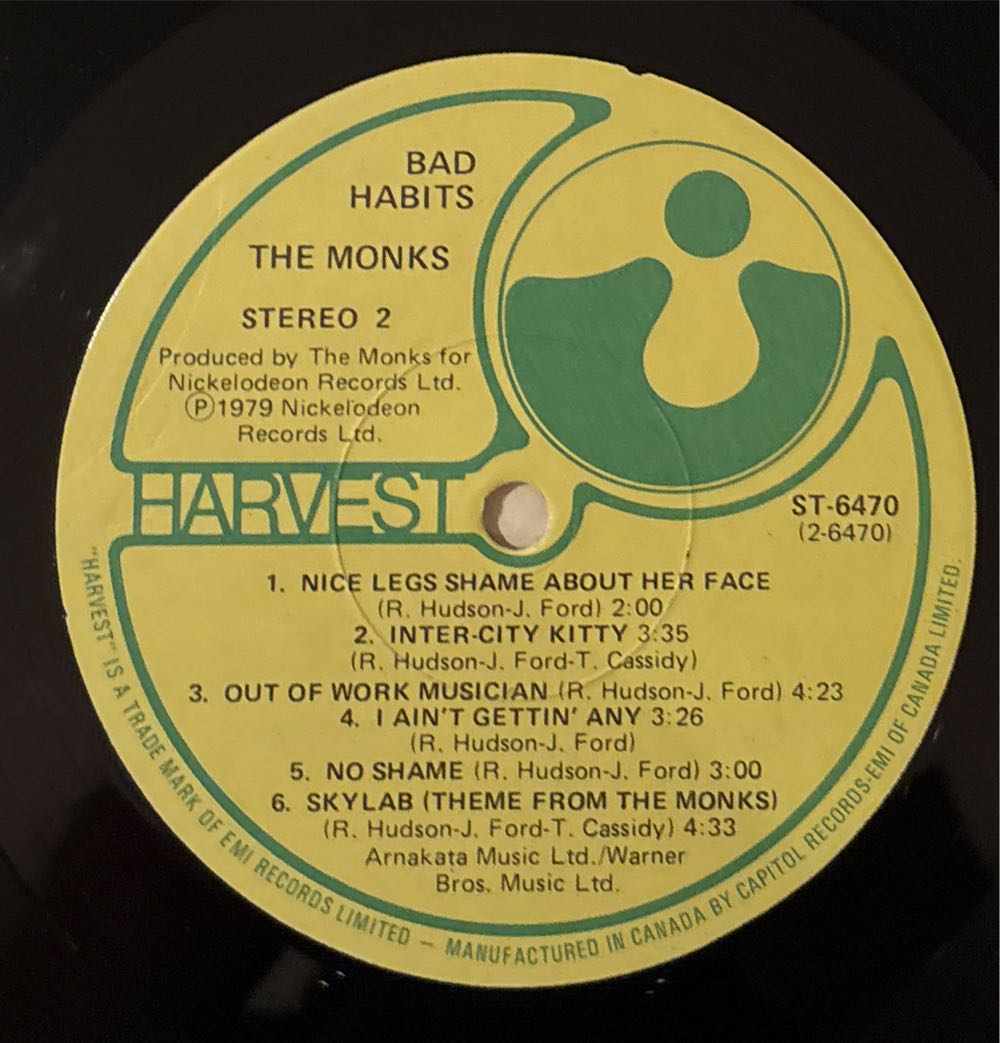 BAD
HABITS
THE MONKS
STEREO 2
Produced by The Monks for
Nickelodeon Records Ltd.
Ⓟ1979 Nickelodeon
Records Ltd.
HARVEST
ST-6470
(2-6470)
1. NICE LEGS SHAME ABOUT HER FACE
(R. Hudson-J. Ford) 2:00
2. INTER-CITY KITTY 3:35
(R. Hudson-J. Ford-T. Cassidy)
3. OUT OF WORK MUSICIAN (R. Hudson-J. Ford) 4:23
4. I AIN'T GETTIN' ANY 3:26
(R. Hudson-J. Ford)
5. NO SHAME (R. Hudson-J. Ford) 3:00
6. SKYLAB (THEME FROM THE MONKS)
(R. Hudson-J. Ford-T. Cassidy) 4:33
Arnakata Music Ltd./Warner
Bros. Music Ltd.
"HARVEST" IS A TRADE MARK OF EMI RECORDS LIMITED — MANUFACTURED IN CANADA BY CAPITOL RECORDS-EMI OF CANADA LIMITED.